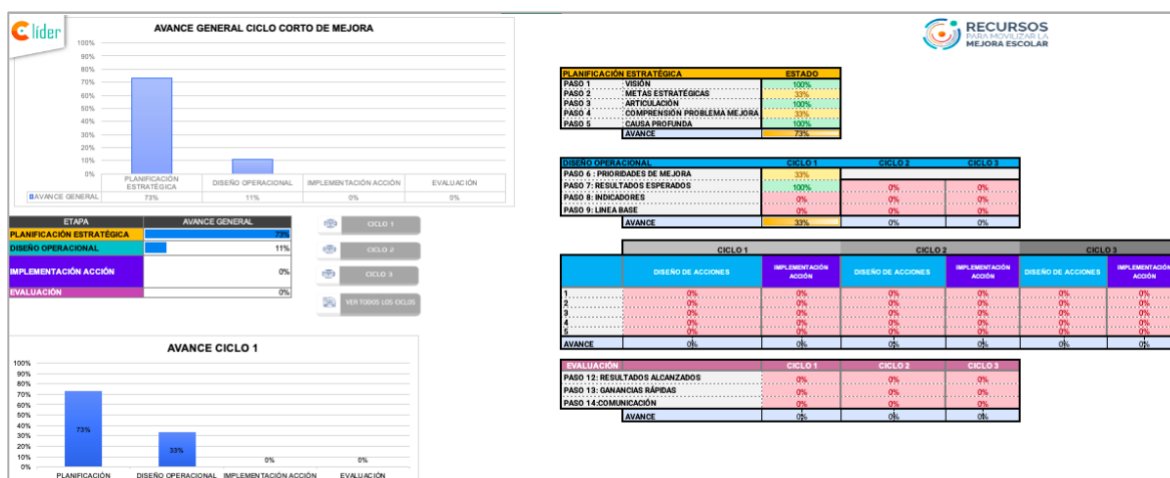 C líder
AVANCE GENERAL CICLO CORTO DE MEJORA
100%
90%
80%
70%
60%
50%
40%
30%
20%
10%
0%
PLANIFICACIÓN ESTRATÉGICA DISEÑO OPERACIONAL IMPLEMENTACIÓN ACCIÓN EVALUACIÓN
AVANCE GENERAL 73% 11% 0% 0%
ETAPA AVANCE GENERAL
PLANIFICACIÓN ESTRATÉGICA 73%
DISEÑO OPERACIONAL 11%
IMPLEMENTACIÓN ACCIÓN 0%
EVALUACIÓN 0%
CICLO 1
CICLO 2
CICLO 3
VER TODOS LOS CICLOS
AVANCE CICLO 1
100%
90%
80%
70%
60%
50%
40%
30%
20%
10%
0%
73% 33% 0% 0%
PLANIFICACIÓN DISEÑO OPERACIONAL IMPLEMENTACIÓN ACCIÓN EVALUACIÓN
RECURSOS
PARA MOVILIZAR LA
MEJORA ESCOLAR
PLANIFICACIÓN ESTRATÉGICA ESTADO
PASO 1 VISIÓN 100%
PASO 2 METAS ESTRATÉGICAS 33%
PASO 3 ARTICULACIÓN 100%
PASO 4 COMPRENSIÓN PROBLEMA MEJORA 33%
PASO 5 CAUSA PROFUNDA 100%
AVANCE 73%
DISEÑO OPERACIONAL CICLO 1 CICLO 2 CICLO 3
PASO 6 : PRIORIDADES DE MEJORA 33%
PASO 7: RESULTADOS ESPERADOS 100% 0% 0%
PASO 8: INDICADORES 0% 0% 0%
PASO 9: LINEA BASE 0% 0% 0%
AVANCE 33% 0% 0%
CICLO 1 CICLO 2 CICLO 3
DISEÑO DE ACCIONES IMPLEMENTACIÓN ACCIÓN DISEÑO DE ACCIONES IMPLEMENTACIÓN ACCIÓN DISEÑO DE ACCIONES IMPLEMENTACIÓN ACCIÓN
1 0% 0% 0% 0% 0% 0%
2 0% 0% 0% 0% 0% 0%
3 0% 0% 0% 0% 0% 0%
4 0% 0% 0% 0% 0% 0%
5 0% 0% 0% 0% 0% 0%
AVANCE 0% 0% 0% 0% 0% 0%
EVALUACIÓN CICLO 1 CICLO 2 CICLO 3
PASO 12: RESULTADOS ALCANZADOS 0% 0% 0%
PASO 13: GANANCIAS RÁPIDAS 0% 0% 0%
PASO 14:COMUNICACIÓN 0% 0% 0%
AVANCE 0% 0% 0%